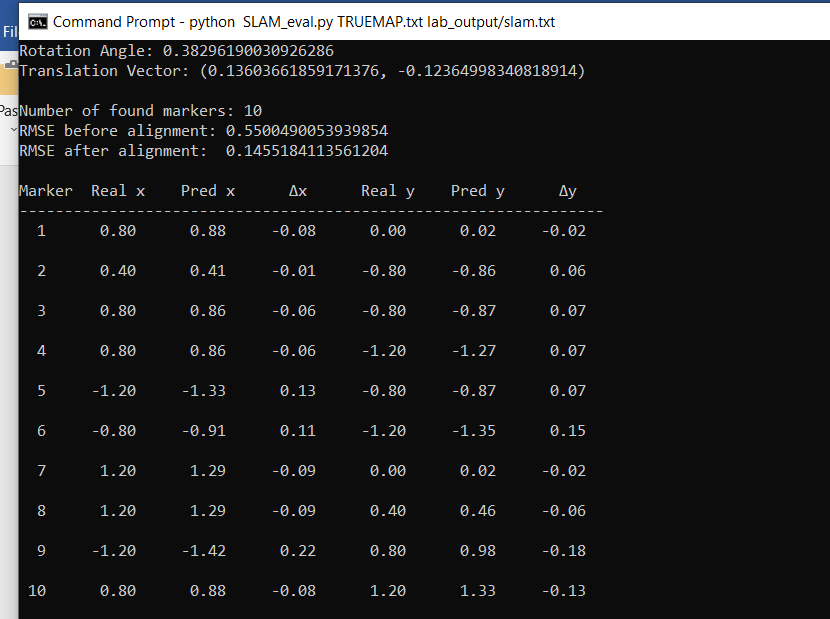 Command Prompt - python  SLAM_eval.py TRUEMAP.txt lab_output/slam.txt
Fil
Rotation Angle: 0.38296190030926286
Translation Vector: (0.13603661859171376, -0.12364998340818914)
Pas
Number of found markers: 10
RMSE before alignment: 0.5500490053939854
RMSE after alignment:  0.1455184113561204
Marker  Real x    Pred x      Δx      Real y    Pred y      Δy
-----------------------------------------------------------------
1      0.80      0.88     -0.08      0.00      0.02     -0.02
2      0.40      0.41     -0.01     -0.80     -0.86      0.06
3      0.80      0.86     -0.06     -0.80     -0.87      0.07
4      0.80      0.86     -0.06     -1.20     -1.27      0.07
5     -1.20     -1.33      0.13     -0.80     -0.87      0.07
6     -0.80     -0.91      0.11     -1.20     -1.35      0.15
7      1.20      1.29     -0.09      0.00      0.02     -0.02
8      1.20      1.29     -0.09      0.40      0.46     -0.06
9     -1.20     -1.42      0.22      0.80      0.98     -0.18
10      0.80      0.88     -0.08      1.20      1.33     -0.13